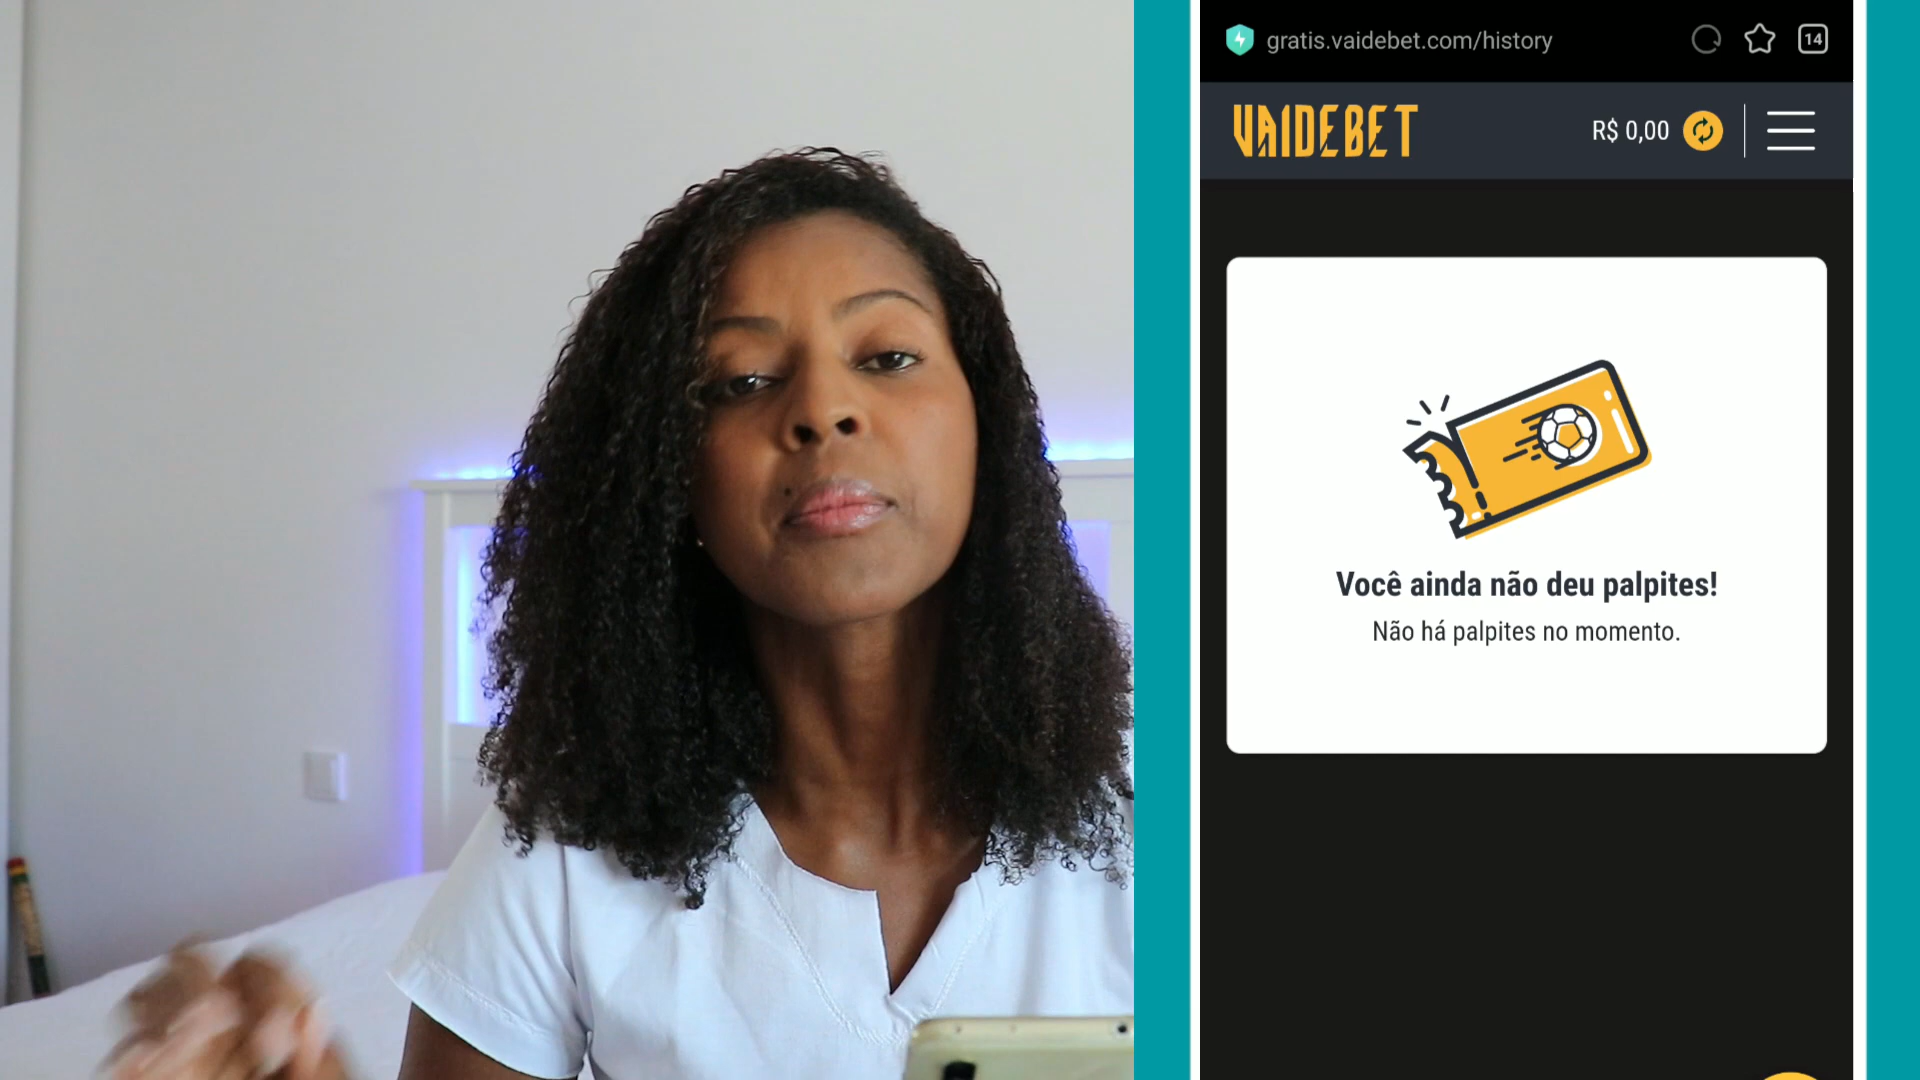 gratis.vaidebet.com/history
14
VAIDEBET
R$ 0,00
Você ainda não deu palpites!
Não há palpites no momento.